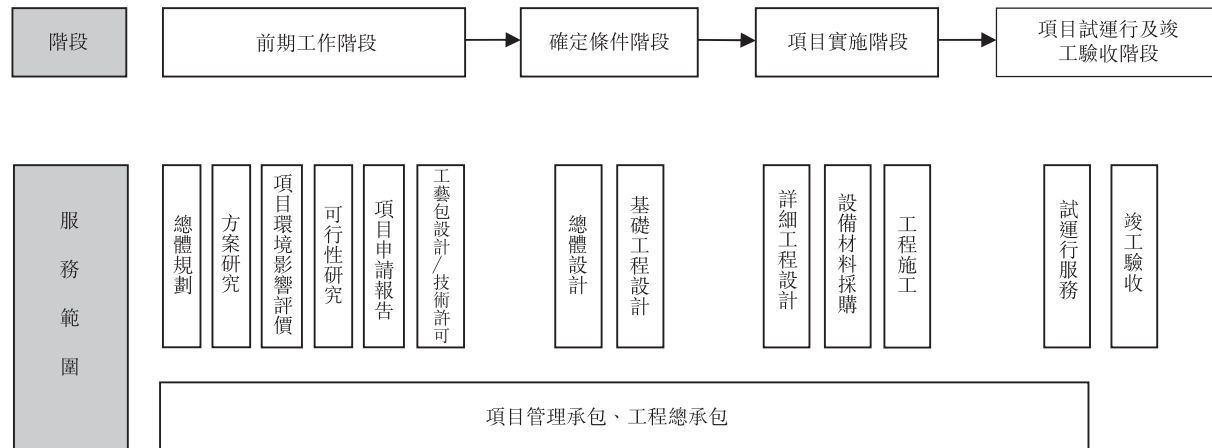 階段
前期工作階段
確定條件階段
項目實施階段
項目試運行及竣
工驗收階段
服務範圍
總體規劃
方案研究
項目環境影響評價
可行性研究
項目申請報告
工藝包設計/技術許可
總體設計
基礎工程設計
詳細工程設計
設備材料採購
工程施工
試運行服務
竣工驗收
項目管理承包、工程總承包